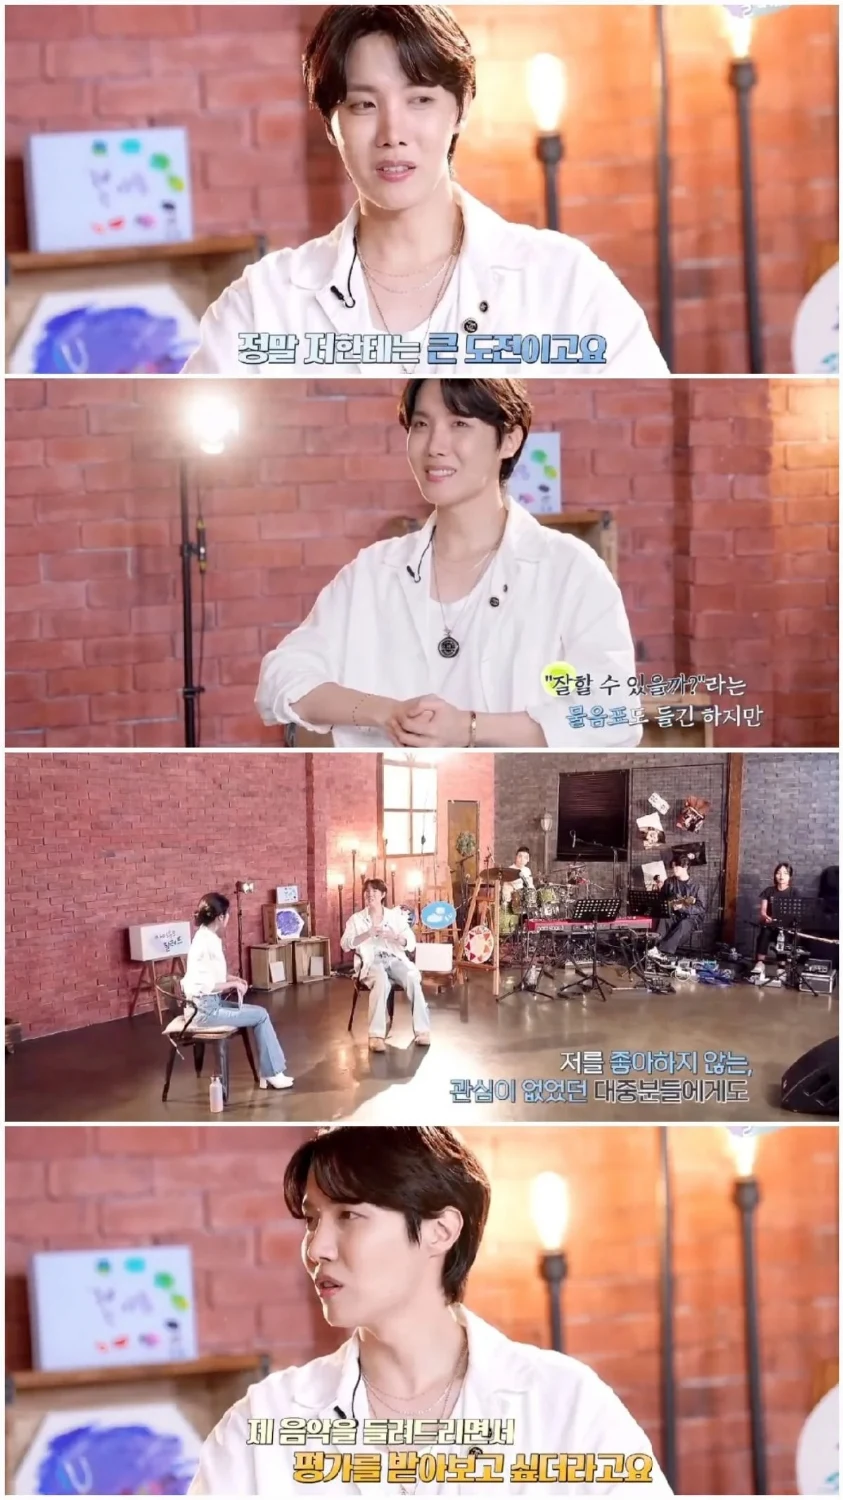 정말 저한테는 큰 도전이고요
"잘할 수 있을까?"라는
물음표도 들긴 하지만
저를 좋아하지 않는,
관심이 없었던 대중분들에게도
제 음악을 들려드리면서
평가를 받아보고 싶더라고요